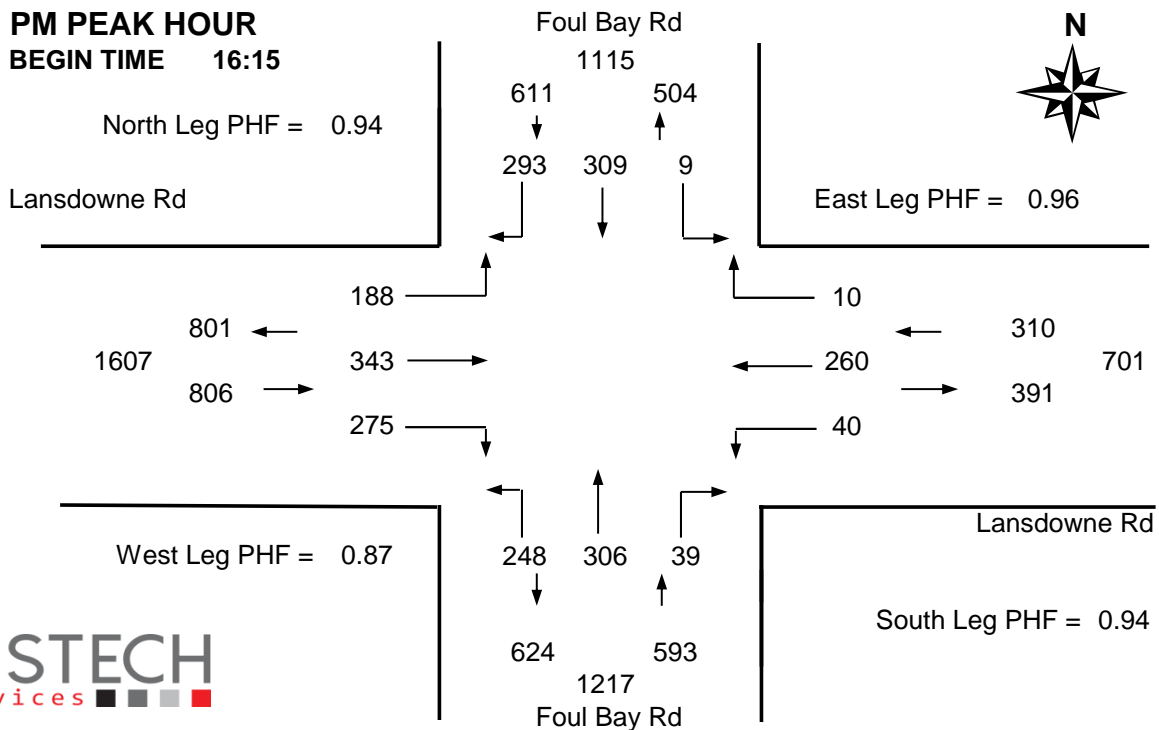 PM PEAK HOUR
Foul Bay Rd
N
BEGIN TIME 16:15
1115
611 504
North Leg PHF = 0.94
293 309 9
Lansdowne Rd
East Leg PHF = 0.96
188 10
801 310
1607 343 260 701
806 391
275 40
Lansdowne Rd
West Leg PHF = 0.87
248 306 39
South Leg PHF = 0.94
STECH
624 593
vices
1217
Foul Bay Rd